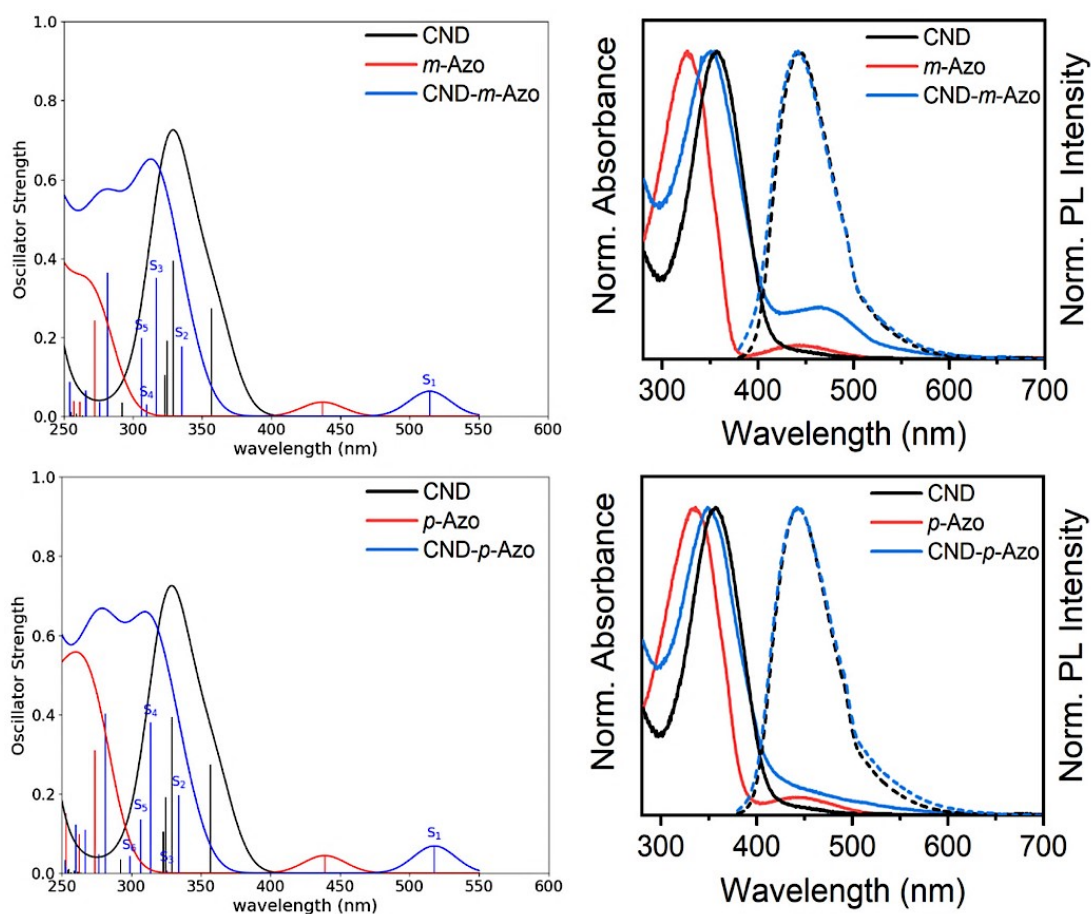 1.0
0.8
0.6
0.4
0.2
0.0
Oscillator Strength
CND
m-Azo
CND-m-Azo
S3
S5
S2
S4
S1
250 300 350 400 450 500 550 600
wavelength (nm)
Norm. Absorbance
CND
m-Azo
CND-m-Azo
Norm. PL Intensity
300 400 500 600 700
Wavelength (nm)
1.0
0.8
0.6
0.4
0.2
0.0
Oscillator Strength
CND
p-Azo
CND-p-Azo
S4
S2
S5
S6
S3
S1
250 300 350 400 450 500 550 600
wavelength (nm)
Norm. Absorbance
CND
p-Azo
CND-p-Azo
Norm. PL Intensity
300 400 500 600 700
Wavelength (nm)